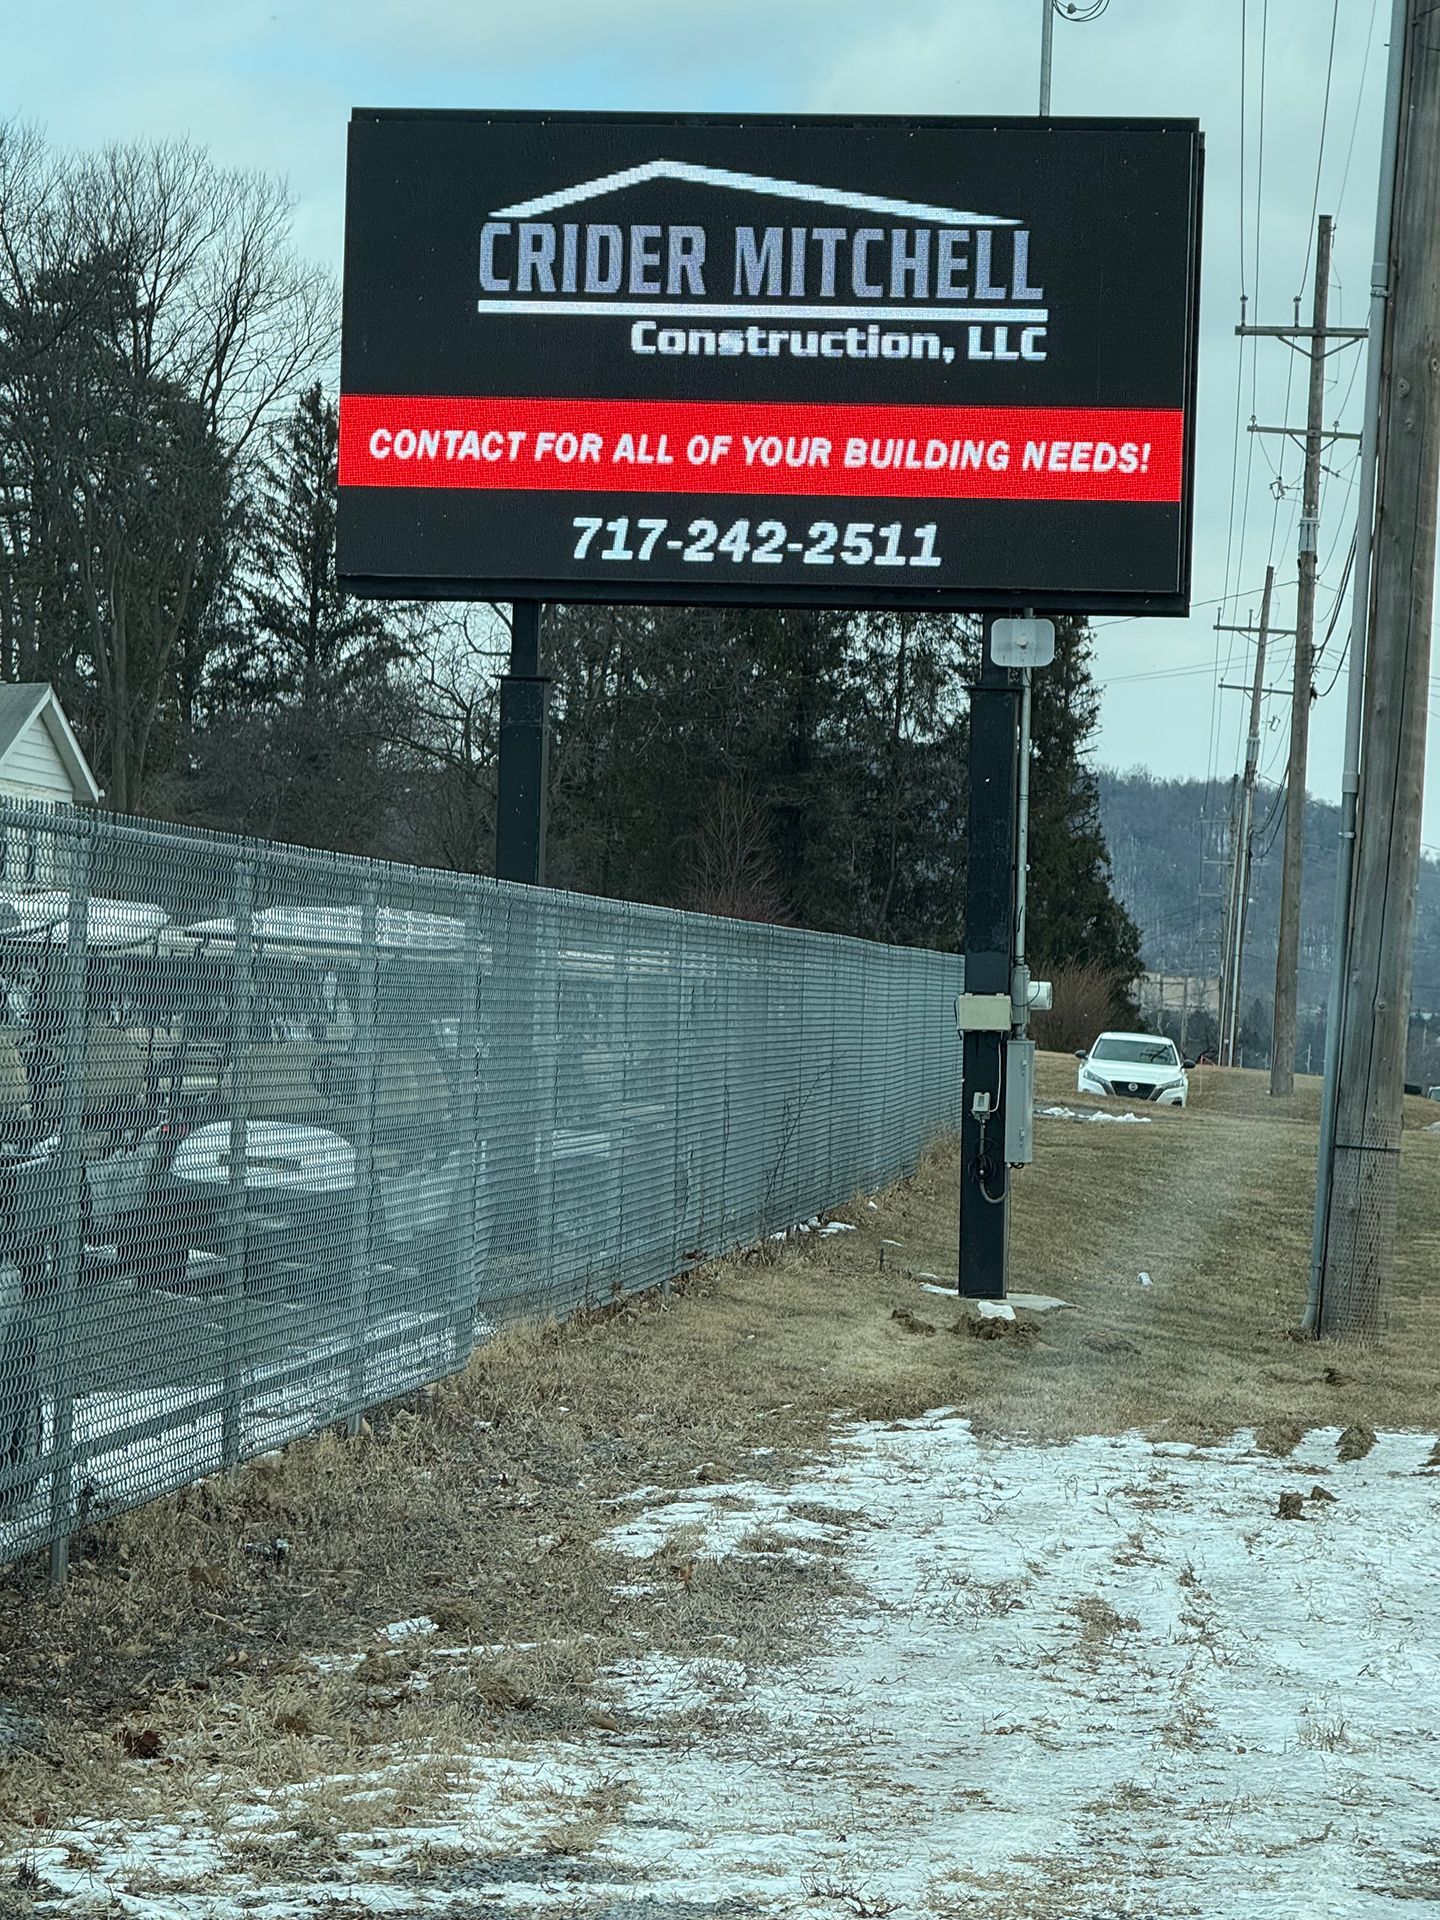 CRIDER MITCHELL
Construction, LLC
CONTACT FOR ALL OF YOUR BUILDING NEEDS!
717-242-2511